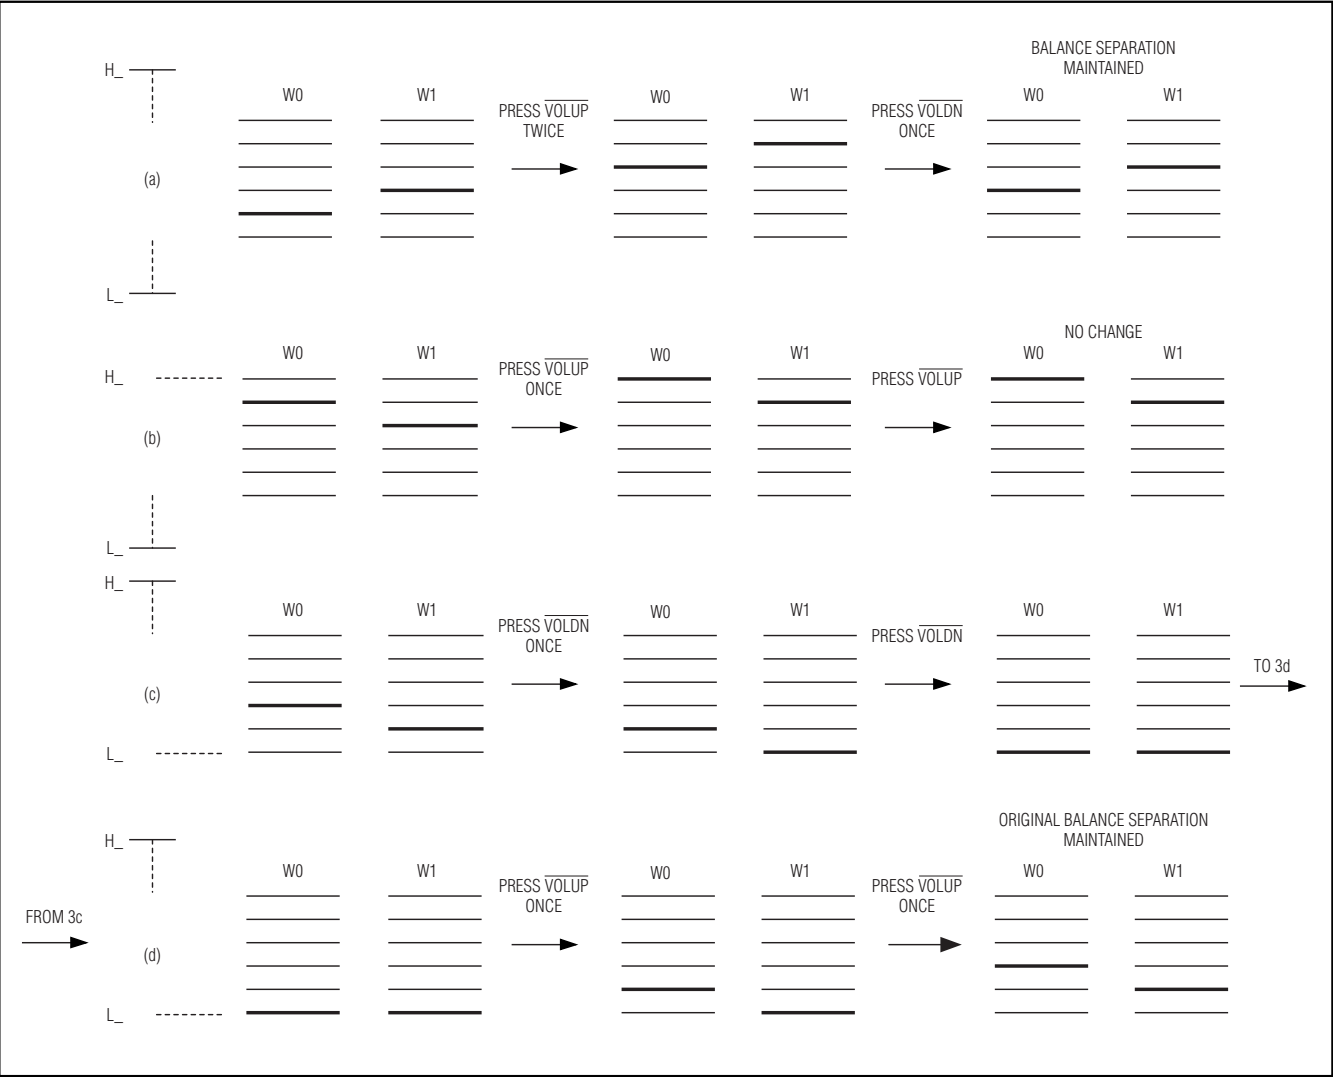 BALANCE SEPARATION
MAINTAINED
H_
W0 W1 W0 W1 W0 W1
PRESS VOLUP
TWICE
PRESS VOLDN
ONCE
(a)
L_
NO CHANGE
W0 W1 W0 W1 W0 W1
H_
PRESS VOLUP
ONCE
PRESS VOLUP
(b)
L_
H_
W0 W1 W0 W1 W0 W1
PRESS VOLDN
ONCE
PRESS VOLDN
TO 3d
(c)
L_
ORIGINAL BALANCE SEPARATION
MAINTAINED
H_
W0 W1 W0 W1 W0 W1
PRESS VOLUP
ONCE
PRESS VOLUP
ONCE
FROM 3c
(d)
L_